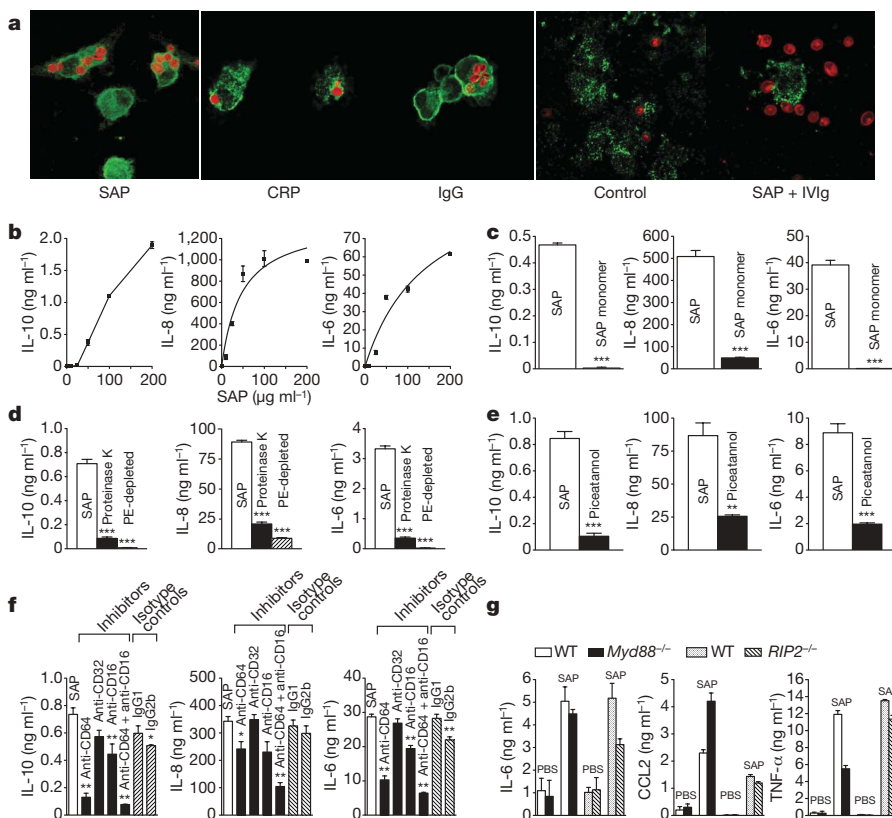 a
SAP CRP IgG Control SAP + IVIg
b
IL-10 (ng ml⁻¹)
2.0
1.5
1.0
0.5
0
0 100 200
IL-8 (ng ml⁻¹)
1,200
1,000
800
600
400
200
0
0 100 200
IL-6 (ng ml⁻¹)
70
60
50
40
30
20
10
0
0 100 200
SAP (µg ml⁻¹)
c
IL-10 (ng ml⁻¹)
0.5
0.4
0.3
0.2
0.1
0
SAP
SAP monomer
***
IL-8 (ng ml⁻¹)
600
500
400
300
200
100
0
SAP
SAP monomer
***
IL-6 (ng ml⁻¹)
60
50
40
30
20
10
0
SAP
SAP monomer
***
d
IL-10 (ng ml⁻¹)
1.0
0.8
0.6
0.4
0.2
0
SAP
Proteinase K
***
PE-depleted
***
IL-8 (ng ml⁻¹)
100
75
50
25
0
SAP
Proteinase K
***
PE-depleted
***
IL-6 (ng ml⁻¹)
4
3
2
1
0
SAP
Proteinase K
***
PE-depleted
***
e
IL-10 (ng ml⁻¹)
1.0
0.8
0.6
0.4
0.2
0
SAP
Piceatannol
***
IL-8 (ng ml⁻¹)
100
75
50
25
0
SAP
Piceatannol
**
IL-6 (ng ml⁻¹)
10
8
6
4
2
0
SAP
Piceatannol
***
f
Inhibitors
Isotype controls
IL-10 (ng ml⁻¹)
1.0
0.8
0.6
0.4
0.2
0
SAP
** Anti-CD64
Anti-CD32
** Anti-CD16
** Anti-CD64 + anti-CD16
IgG1
* IgG2b
Inhibitors
Isotype controls
IL-8 (ng ml⁻¹)
500
400
300
200
100
0
SAP
* Anti-CD64
Anti-CD32
Anti-CD16
** Anti-CD64 + anti-CD16
IgG1
IgG2b
Inhibitors
Isotype controls
IL-6 (ng ml⁻¹)
40
30
20
10
0
SAP
** Anti-CD64
Anti-CD32
** Anti-CD16
** Anti-CD64 + anti-CD16
IgG1
** IgG2b
g
WT Myd88⁻/⁻ WT RIP2⁻/⁻
IL-6 (ng ml⁻¹)
6
5
4
3
2
1
0
PBS
SAP
PBS
SAP
CCL2 (ng ml⁻¹)
5
4
3
2
1
0
PBS
SAP
PBS
SAP
TNF-α (ng ml⁻¹)
16
14
12
10
8
6
4
2
0
PBS
SAP
PBS
SAP